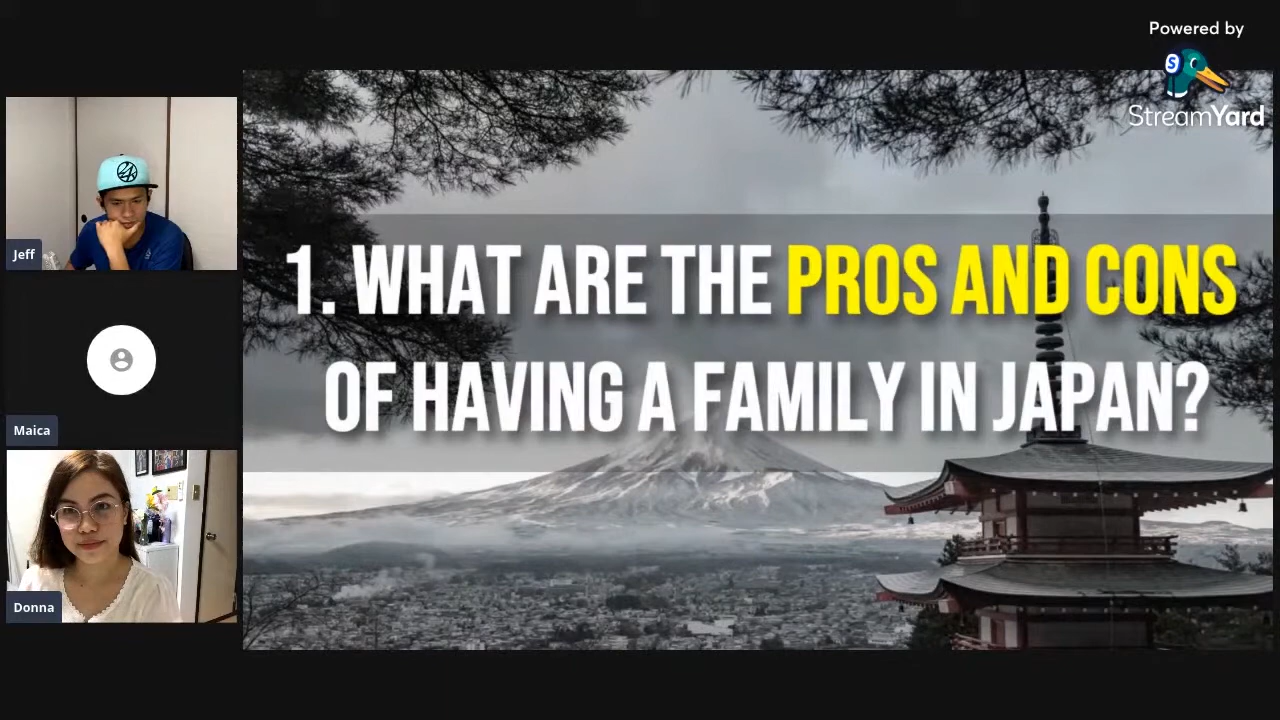 Powered by
S
StreamYard
Jeff
1. WHAT ARE THE PROS AND CONS
OF HAVING A FAMILY IN JAPAN?
Maica
Donna